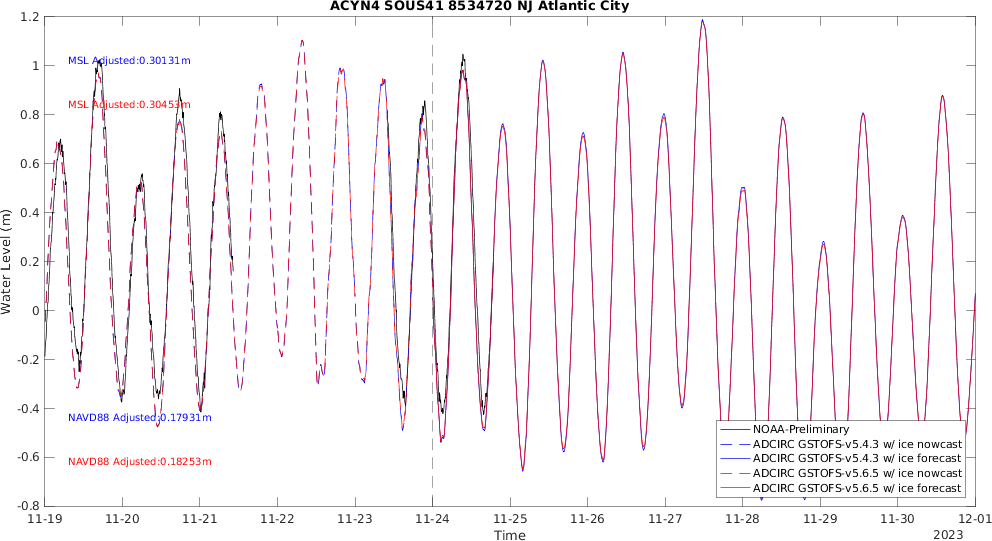 ACYN4 SOUS41 8534720 NJ Atlantic City
1.2
1
0.8
0.6
0.4
0.2
0
-0.2
-0.4
-0.6
-0.8
Water Level (m)
MSL Adjusted:0.30131m
MSL Adjusted:0.30453m
NAVD88 Adjusted:0.17931m
NAVD88 Adjusted:0.18253m
NOAA-Preliminary
ADCIRC GSTOFS-v5.4.3 w/ ice nowcast
ADCIRC GSTOFS-v5.4.3 w/ ice forecast
ADCIRC GSTOFS-v5.6.5 w/ ice nowcast
ADCIRC GSTOFS-v5.6.5 w/ ice forecast
11-19 11-20 11-21 11-22 11-23 11-24 11-25 11-26 11-27 11-28 11-29 11-30 12-01
Time
2023